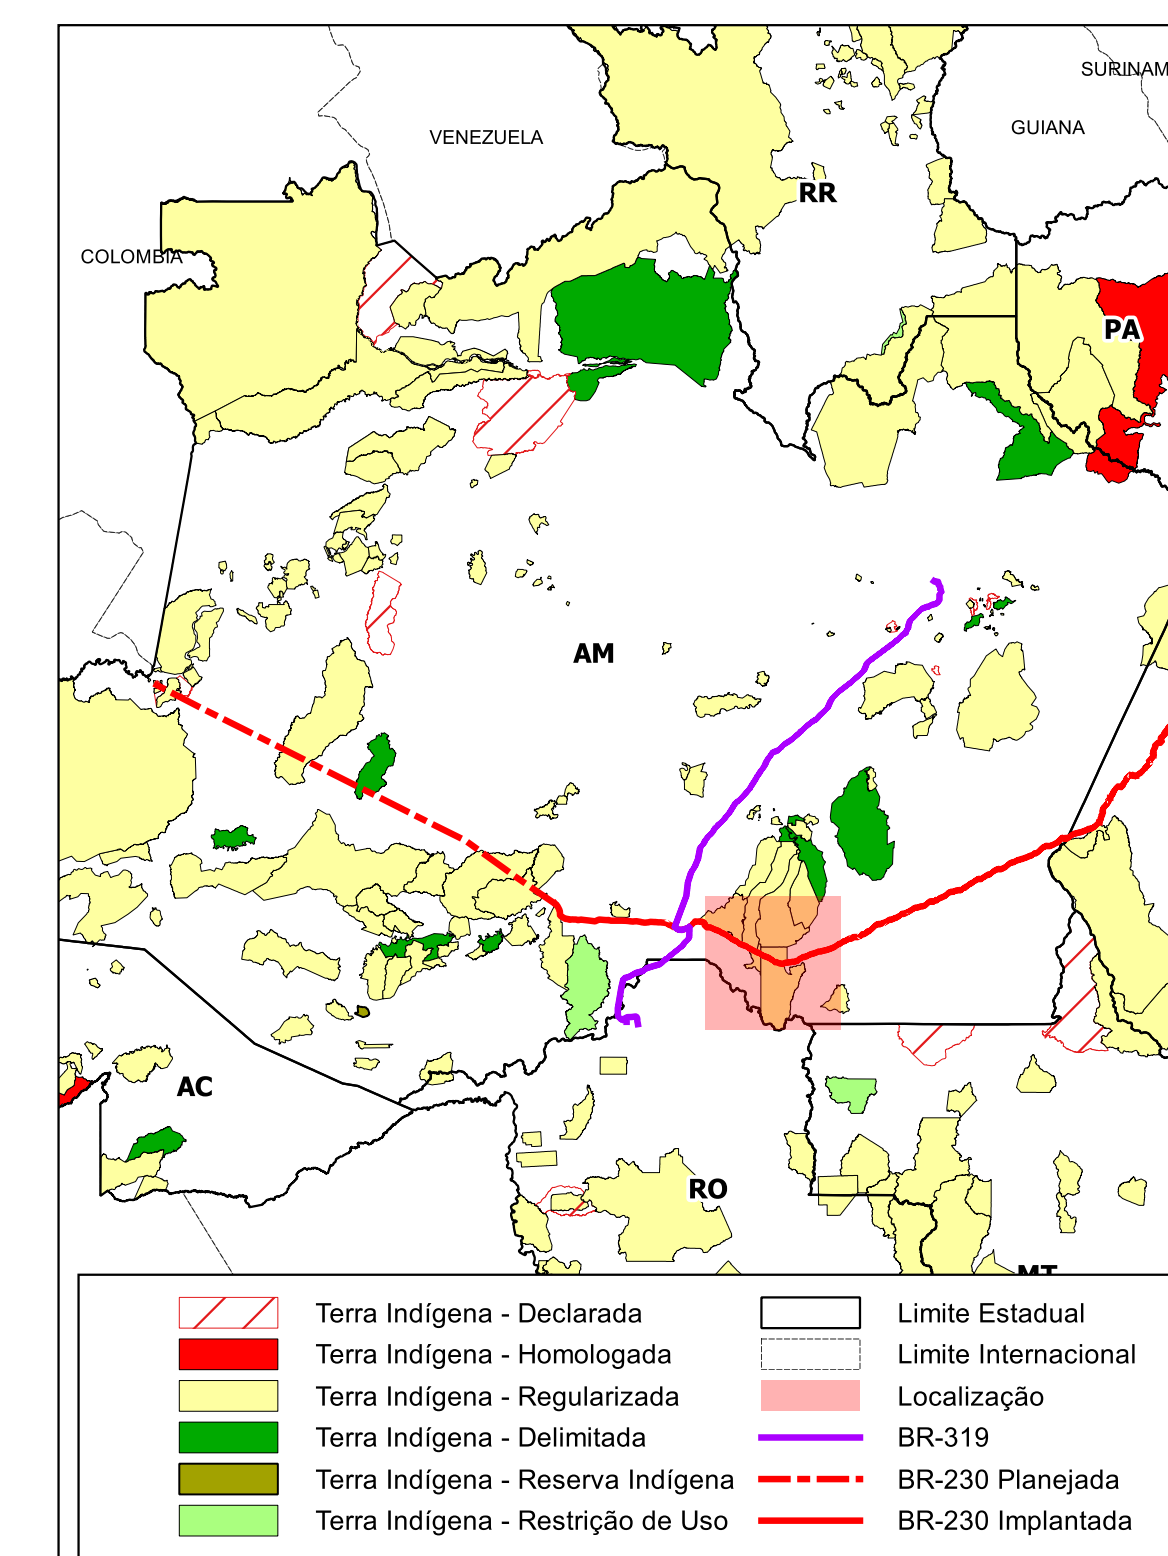 SURINAM
GUIANA
VENEZUELA
RR
COLOMBIA
PA
AM
AC
RO
MT
Terra Indígena - Declarada
Terra Indígena - Homologada
Terra Indígena - Regularizada
Terra Indígena - Delimitada
Terra Indígena - Reserva Indígena
Terra Indígena - Restrição de Uso
Limite Estadual
Limite Internacional
Localização
BR-319
BR-230 Planejada
BR-230 Implantada